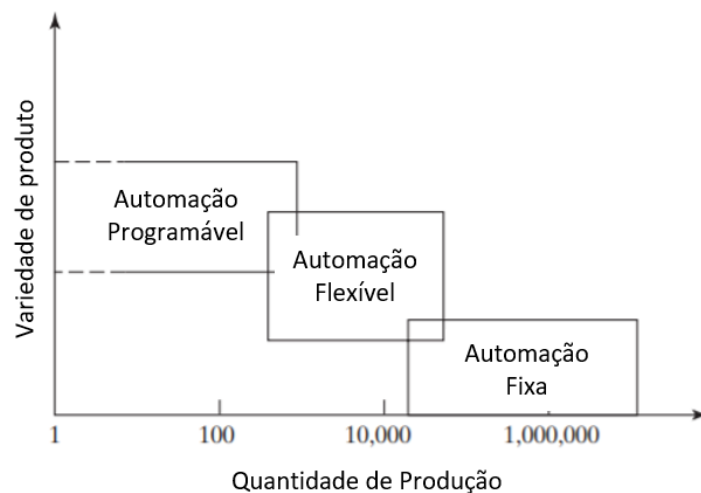 Variedade de produto
Automação
Programável
Automação
Flexível
Automação
Fixa
1
100
10,000
1,000,000
Quantidade de Produção